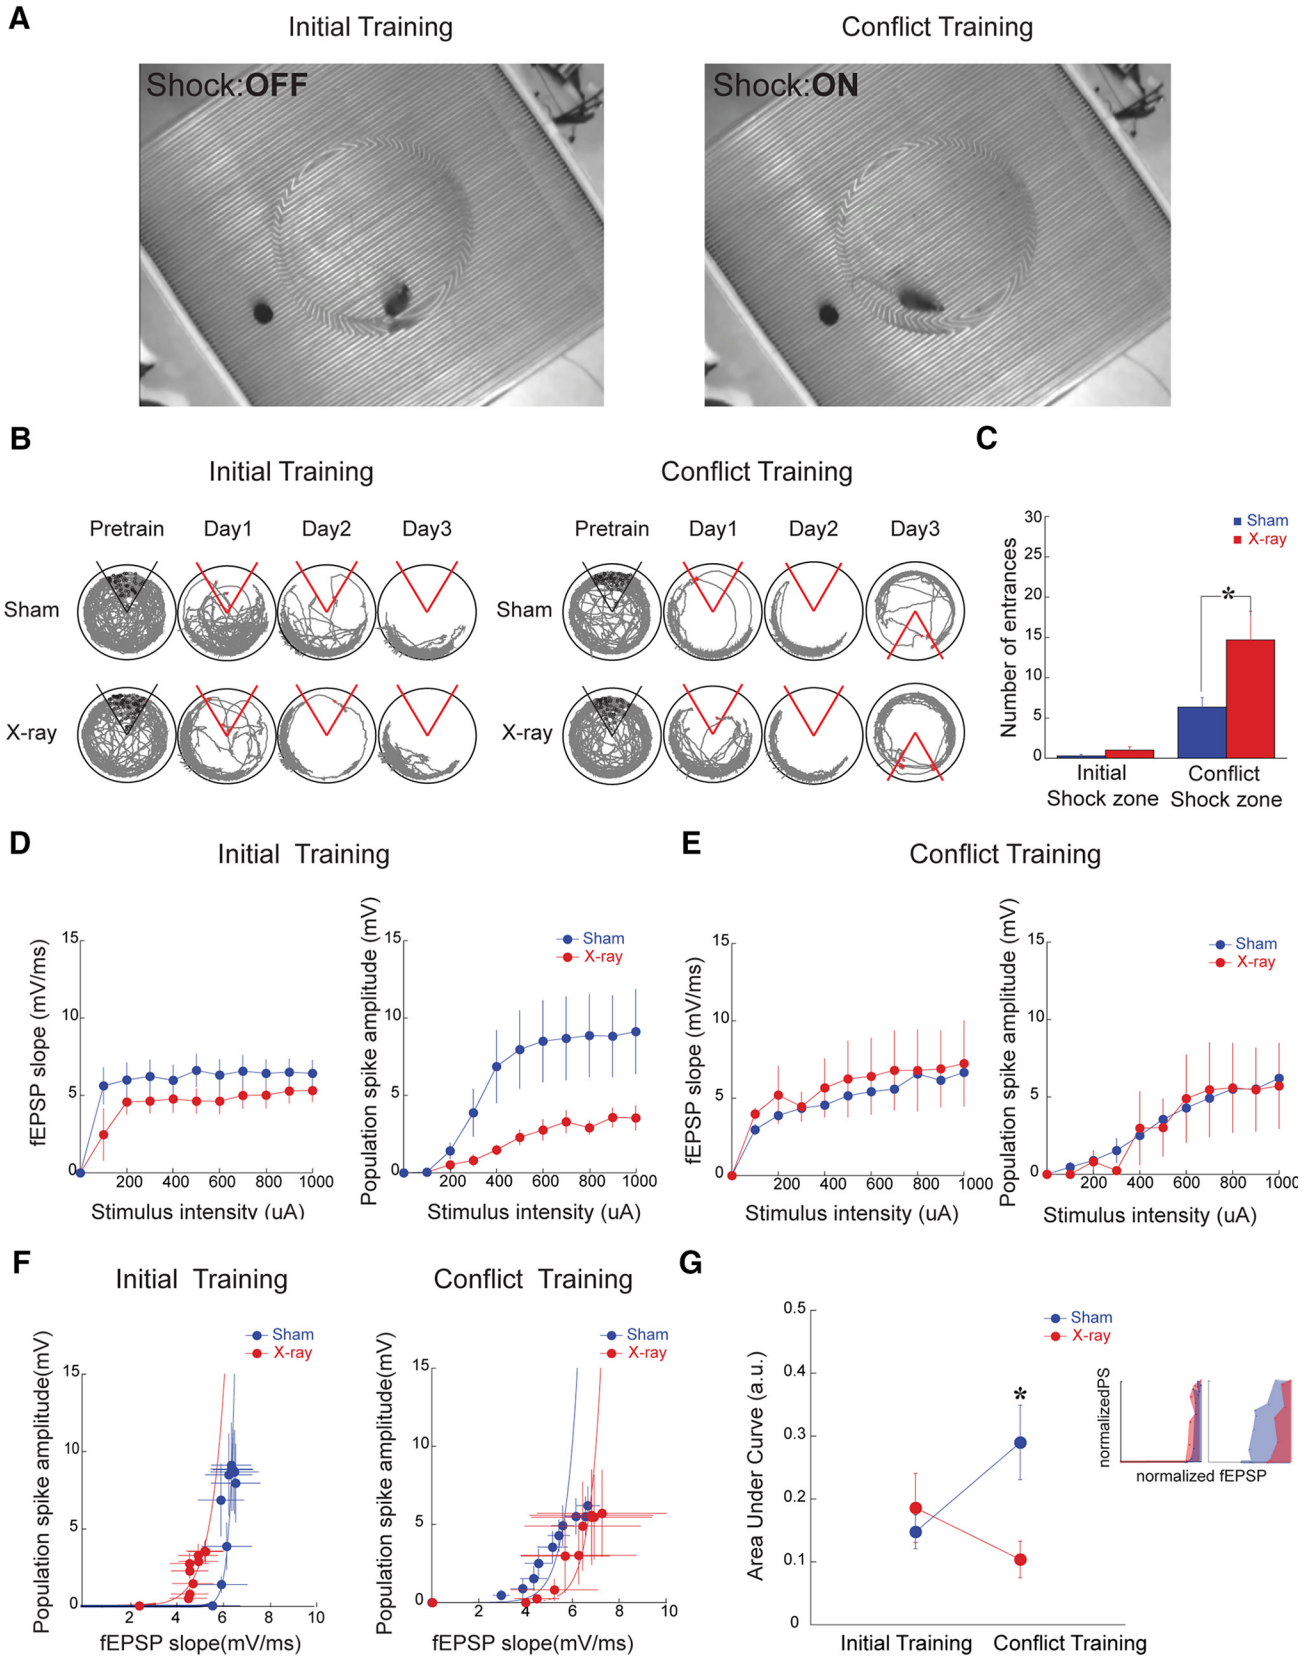 A
Initial Training
Conflict Training
Shock:OFF
Shock:ON
B
Initial Training
Conflict Training
Pretrain Day1 Day2 Day3
Pretrain Day1 Day2 Day3
Sham
Sham
X-ray
X-ray
C
Number of entrances
30
25
20
15
10
5
0
Sham
X-ray
*
Initial
Shock zone
Conflict
Shock zone
D
Initial Training
fEPSP slope (mV/ms)
15
10
5
0
200 400 600 800 1000
Stimulus intensity (uA)
Population spike amplitude (mV)
15
10
5
0
200 400 600 800 1000
Stimulus intensity (uA)
Sham
X-ray
E
Conflict Training
fEPSP slope (mV/ms)
15
10
5
0
200 400 600 800 1000
Stimulus intensity (uA)
Population spike amplitude (mV)
15
10
5
0
200 400 600 800 1000
Stimulus intensity (uA)
Sham
X-ray
F
Initial Training
Sham
X-ray
Population spike amplitude(mV)
15
10
5
0
2 4 6 8 10
fEPSP slope(mV/ms)
Conflict Training
Sham
X-ray
Population spike amplitude(mV)
15
10
5
0
2 4 6 8 10
fEPSP slope(mV/ms)
G
Area Under Curve (a.u.)
0.5
0.4
0.3
0.2
0.1
0
Sham
X-ray
*
Initial Training
Conflict Training
normalizedPS
normalized fEPSP